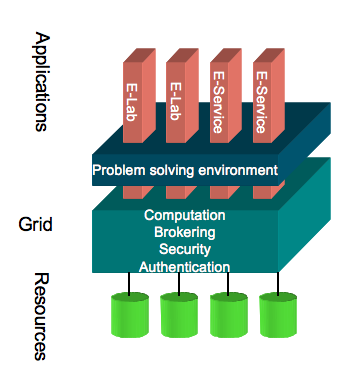 Applications
E-Lab
E-Lab
E-Service
E-Service
Problem solving environment
Grid
Computation
Brokering
Security
Authentication
Resources